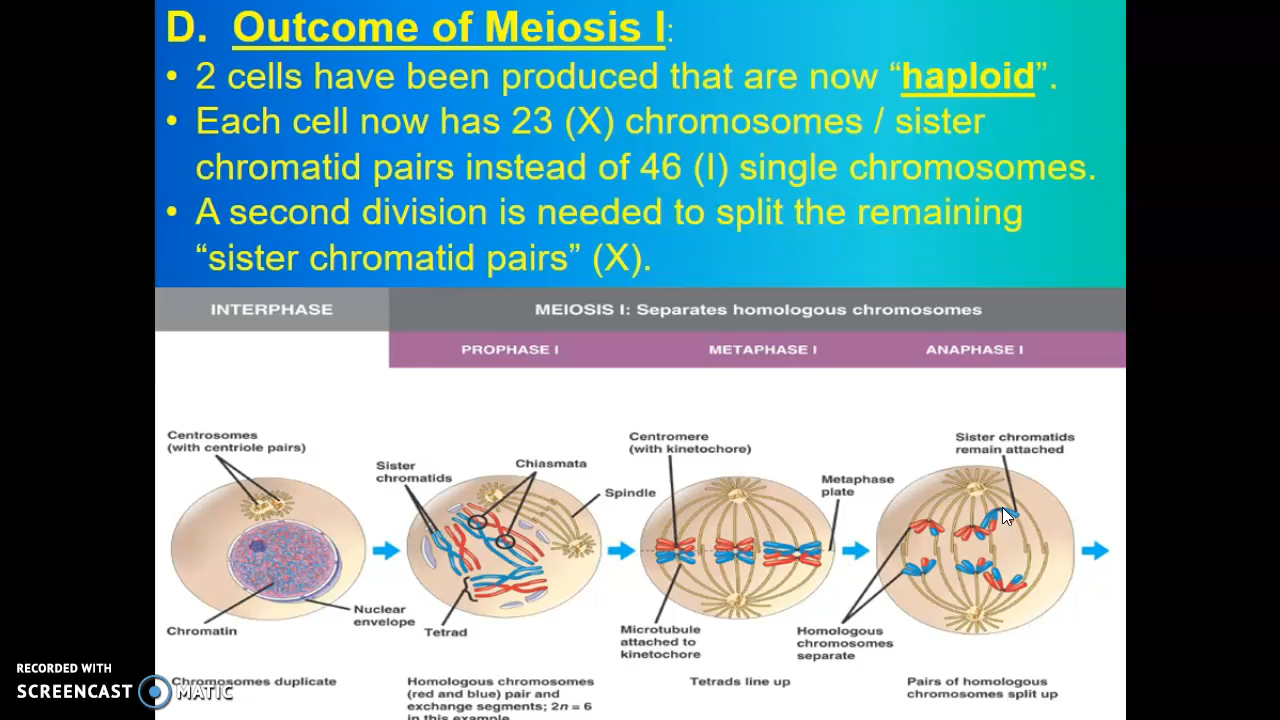 D. Outcome of Meiosis I:
• 2 cells have been produced that are now “haploid”.
• Each cell now has 23 (X) chromosomes / sister
chromatid pairs instead of 46 (I) single chromosomes.
• A second division is needed to split the remaining
“sister chromatid pairs” (X).
INTERPHASE
MEIOSIS I: Separates homologous chromosomes
PROPHASE I
METAPHASE I
ANAPHASE I
Centrosomes
(with centriole pairs)
Chromatin
Nuclear
envelope
Sister
chromatids
Chiasmata
Spindle
Tetrad
Centromere
(with kinetochore)
Metaphase
plate
Microtubule
attached to
kinetochore
Sister chromatids
remain attached
Homologous
chromosomes
separate
Chromosomes duplicate
Homologous chromosomes
(red and blue) pair and
exchange segments; 2n = 6
in this example
Tetrads line up
Pairs of homologous
chromosomes split up
RECORDED WITH
SCREENCAST MATIC